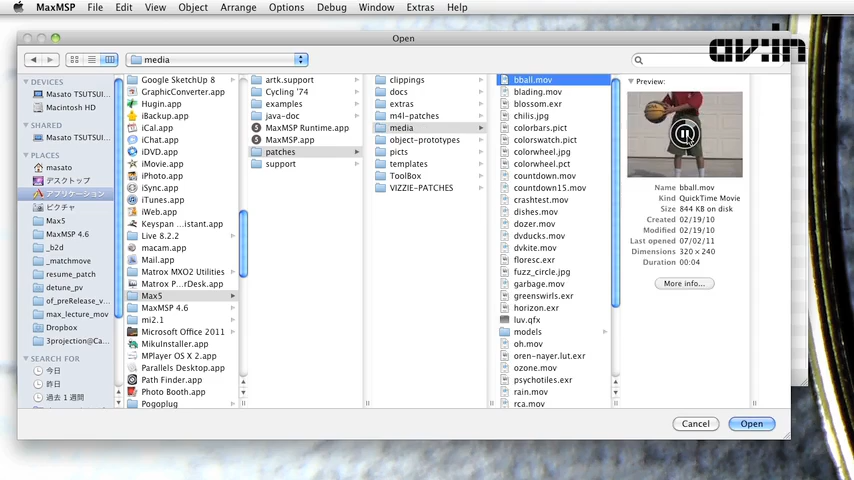 MaxMSP File Edit View Object Arrange Options Debug Window Extras Help
Open
av:in
media
DEVICES
Masato TSUTSUI...
Macintosh HD
SHARED
Masato TSUTSUI...
PLACES
masato
デスクトップ
アプリケーション
ピクチャ
Max5
MaxMSP 4.6
_b2d
_matchmove
resume_patch
detune_pv
of_preRelease_v...
max_lecture_mov
Dropbox
3projection@Ca...
SEARCH FOR
今日
昨日
過去 1 週間
Google SketchUp 8
GraphicConverter.app
Hugin.app
iBackup.app
iCal.app
iChat.app
iDVD.app
iMovie.app
iPhoto.app
iSync.app
iTunes.app
iWeb.app
Keyspan ...istant.app
Live 8.2.2
macam.app
Mail.app
Matrox MXO2 Utilities
Matrox P...rDesk.app
Max5
MaxMSP 4.6
mi2.1
Microsoft Office 2011
MikuInstaller.app
MPlayer OS X 2.app
Parallels Desktop.app
Path Finder.app
Photo Booth.app
Pogoplug
artk.support
Cycling '74
examples
java-doc
MaxMSP Runtime.app
MaxMSP.app
patches
support
clippings
docs
extras
m4l-patches
media
object-prototypes
picts
templates
ToolBox
VIZZIE-PATCHES
bball.mov
blading.mov
blossom.exr
chilis.jpg
colorbars.pict
colorswatch.pict
colorwheel.jpg
colorwheel.pct
countdown.mov
countdown15.mov
crashtest.mov
dishes.mov
dozer.mov
dvducks.mov
dvkite.mov
floresc.exr
fuzz_circle.jpg
garbage.mov
greenswirls.exr
horizon.exr
luv.qfx
models
oh.mov
oren-nayer.lut.exr
ozone.mov
psychotiles.exr
rain.mov
rca.mov
Preview:
Name bball.mov
Kind QuickTime Movie
Size 844 KB on disk
Created 02/19/10
Modified 02/19/10
Last opened 07/02/11
Dimensions 320 × 240
Duration 00:04
More info...
Cancel
Open